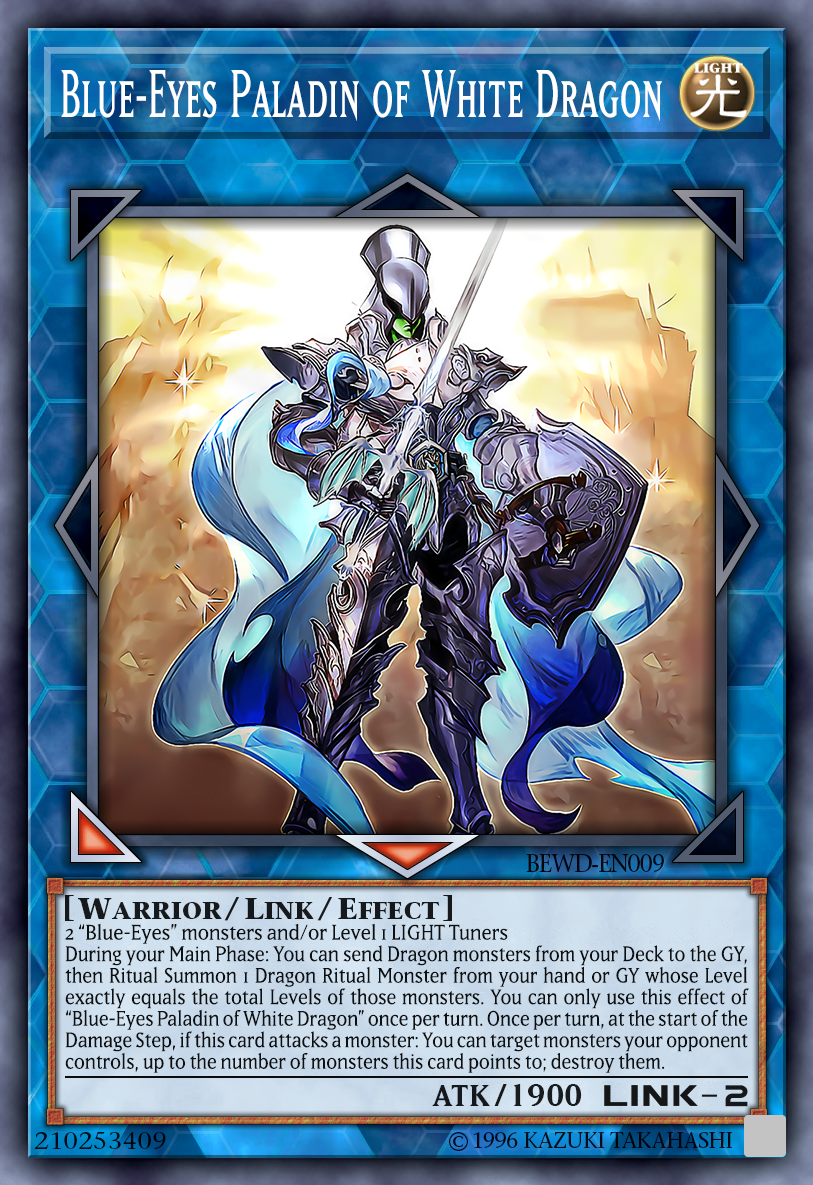 Blue-Eyes Paladin of White Dragon
LIGHT
光
BEWD-EN009
[Warrior/Link/Effect]
2 “Blue-Eyes” monsters and/or Level 1 LIGHT Tuners
During your Main Phase: You can send Dragon monsters from your Deck to the GY,
then Ritual Summon 1 Dragon Ritual Monster from your hand or GY whose Level
exactly equals the total Levels of those monsters. You can only use this effect of
“Blue-Eyes Paladin of White Dragon” once per turn. Once per turn, at the start of the
Damage Step, if this card attacks a monster: You can target monsters your opponent
controls, up to the number of monsters this card points to; destroy them.
ATK/1900 LINK-2
210253409
© 1996 KAZUKI TAKAHASHI